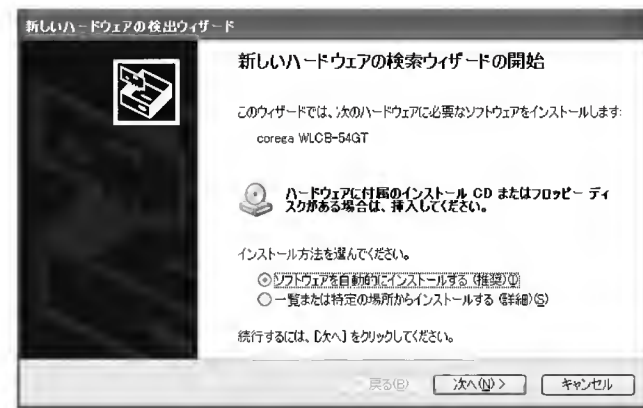 新しいハードウェアの検出ウィザード
新しいハードウェアの検索ウィザードの開始
このウィザードでは、次のハードウェアに必要なソフトウェアをインストールします:
corega WLCB-54GT
ハードウェアに付属のインストール CD またはフロッピー ディ
スクがある場合は、挿入してください。
インストール方法を選んでください。
ソフトウェアを自動的にインストールする (推奨)(I)
一覧または特定の場所からインストールする (詳細)(S)
続行するには、[次へ] をクリックしてください。
戻る(B) 次へ(N) > キャンセル